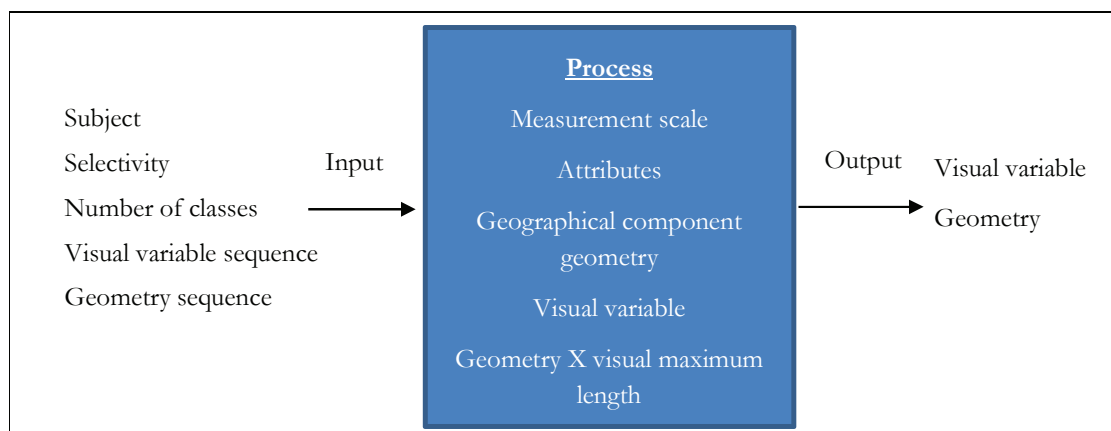 Subject
Selectivity
Number of classes
Visual variable sequence
Geometry sequence
Input
Process
Measurement scale
Attributes
Geographical component
geometry
Visual variable
Geometry X visual maximum
length
Output
Visual variable
Geometry